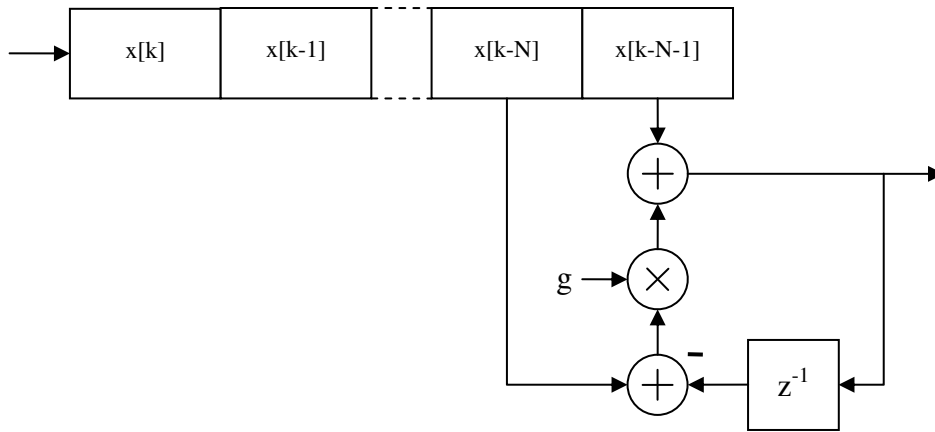 x[k] x[k-1] x[k-N] x[k-N-1]
+
g ×
–
+ z⁻¹